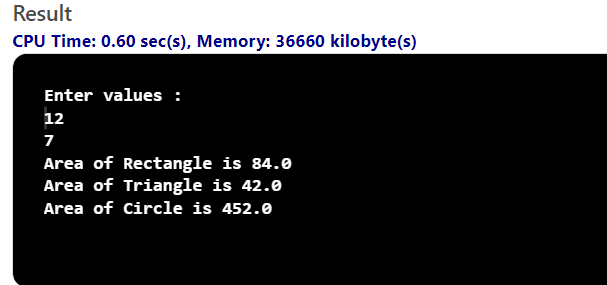 Result
CPU Time: 0.60 sec(s), Memory: 36660 kilobyte(s)
Enter values :
12
7
Area of Rectangle is 84.0
Area of Triangle is 42.0
Area of Circle is 452.0